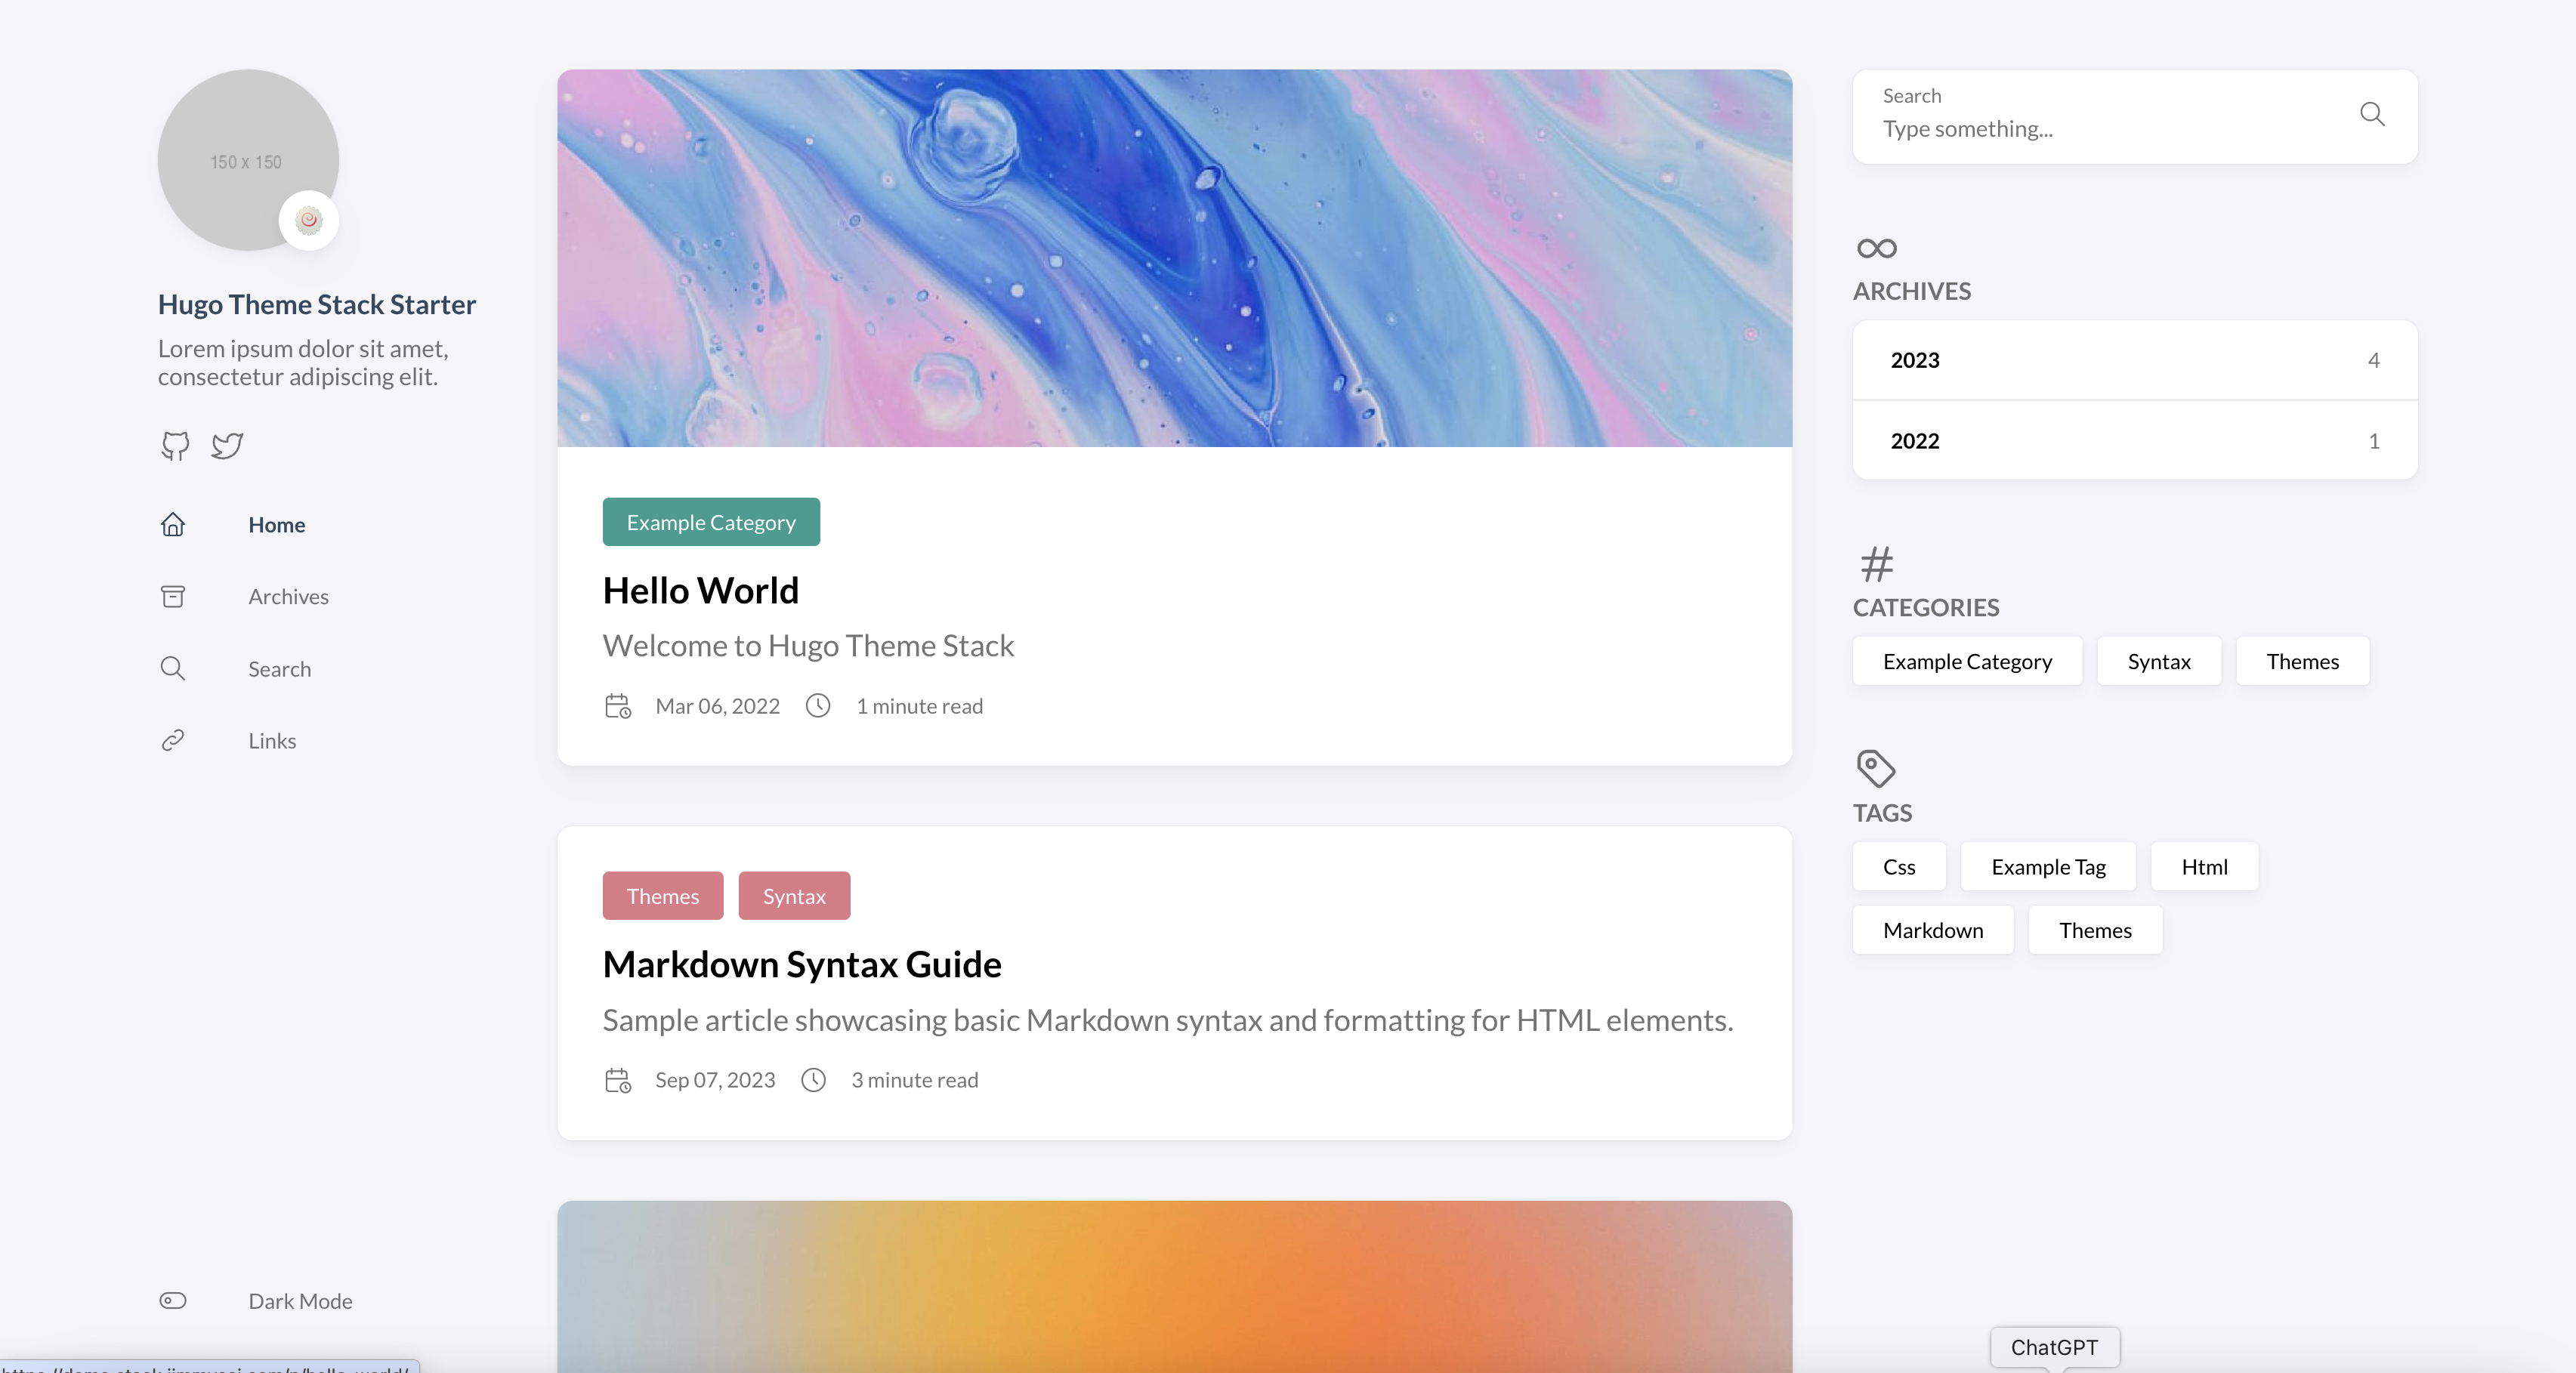 150 x 150
Hugo Theme Stack Starter
Lorem ipsum dolor sit amet,
consectetur adipiscing elit.
Home
Archives
Search
Links
Dark Mode
Example Category
Hello World
Welcome to Hugo Theme Stack
Mar 06, 2022 1 minute read
Themes Syntax
Markdown Syntax Guide
Sample article showcasing basic Markdown syntax and formatting for HTML elements.
Sep 07, 2023 3 minute read
Search
Type something...
ARCHIVES
2023 4
2022 1
CATEGORIES
Example Category Syntax Themes
TAGS
Css Example Tag Html
Markdown Themes
ChatGPT